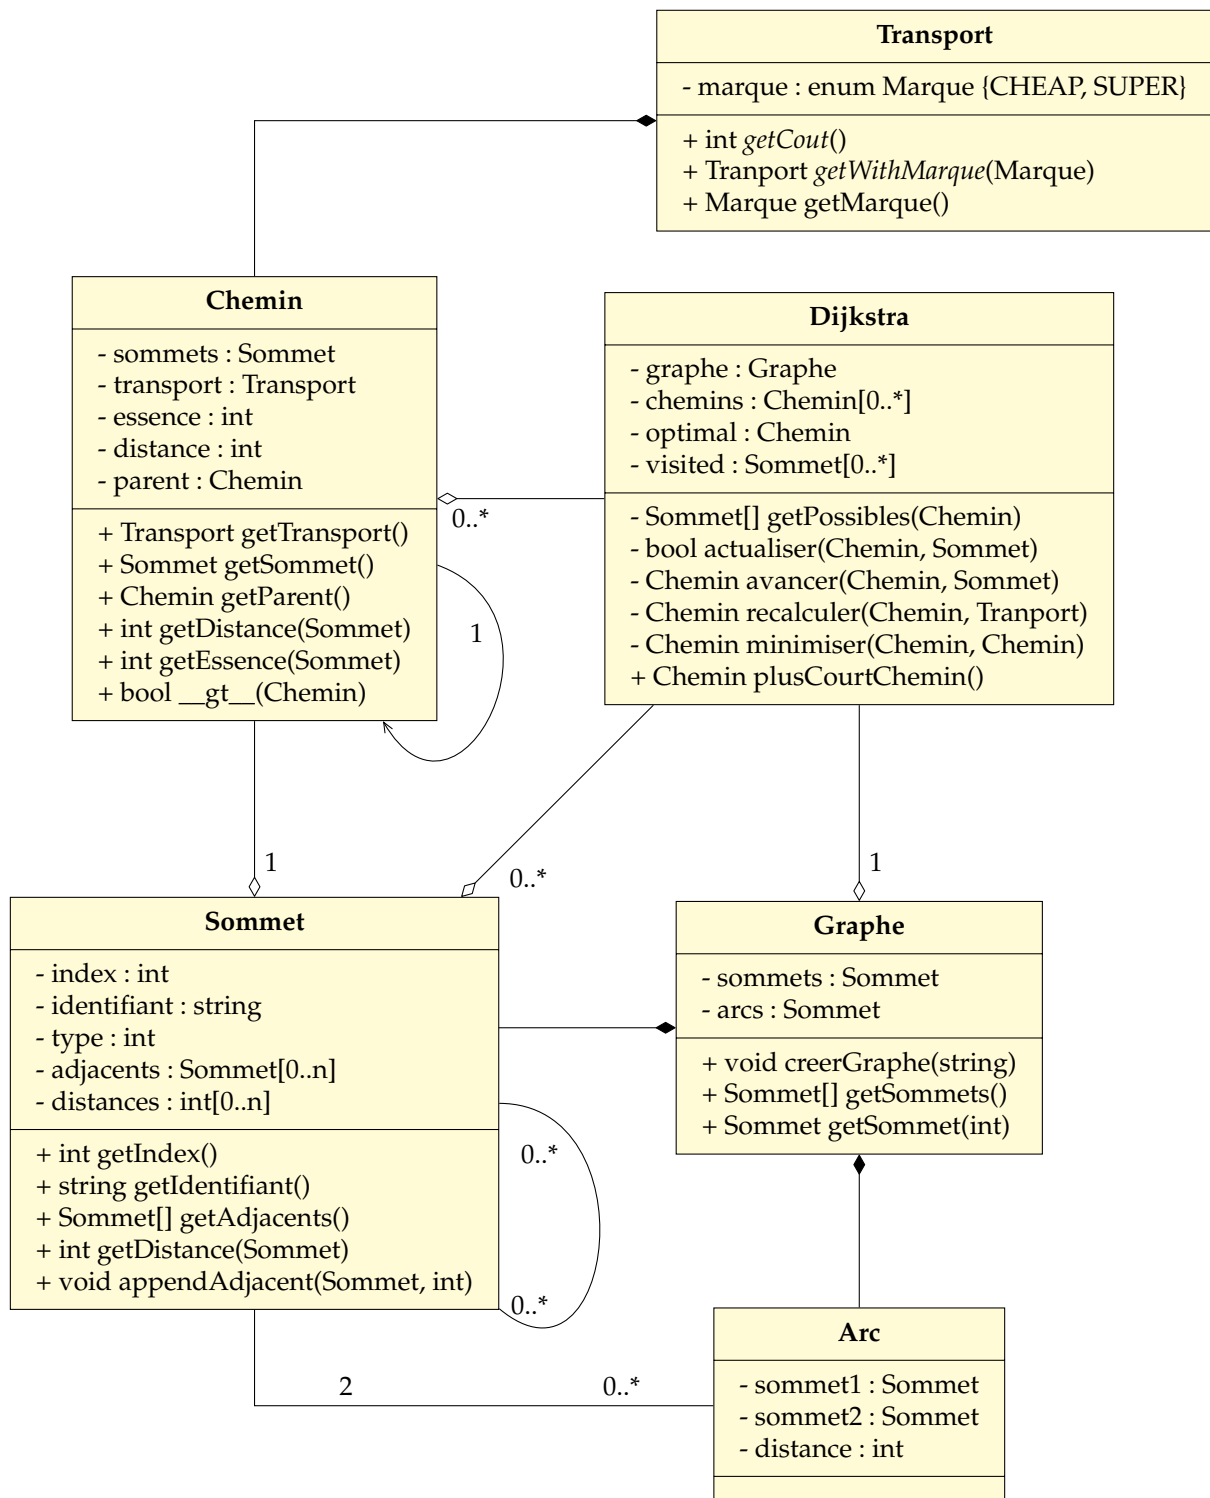 Transport
- marque : enum Marque {CHEAP, SUPER}
+ int getCout()
+ Tranport getWithMarque(Marque)
+ Marque getMarque()
Chemin
- sommets : Sommet
- transport : Transport
- essence : int
- distance : int
- parent : Chemin
+ Transport getTransport()
+ Sommet getSommet()
+ Chemin getParent()
+ int getDistance(Sommet)
+ int getEssence(Sommet)
+ bool __gt__(Chemin)
Dijkstra
- graphe : Graphe
- chemins : Chemin[0..*]
- optimal : Chemin
- visited : Sommet[0..*]
- Sommet[] getPossibles(Chemin)
- bool actualiser(Chemin, Sommet)
- Chemin avancer(Chemin, Sommet)
- Chemin recalculer(Chemin, Tranport)
- Chemin minimiser(Chemin, Chemin)
+ Chemin plusCourtChemin()
0..*
1
1
0..*
1
Sommet
- index : int
- identifiant : string
- type : int
- adjacents : Sommet[0..n]
- distances : int[0..n]
+ int getIndex()
+ string getIdentifiant()
+ Sommet[] getAdjacents()
+ int getDistance(Sommet)
+ void appendAdjacent(Sommet, int)
Graphe
- sommets : Sommet
- arcs : Sommet
+ void creerGraphe(string)
+ Sommet[] getSommets()
+ Sommet getSommet(int)
0..*
0..*
2
0..*
Arc
- sommet1 : Sommet
- sommet2 : Sommet
- distance : int